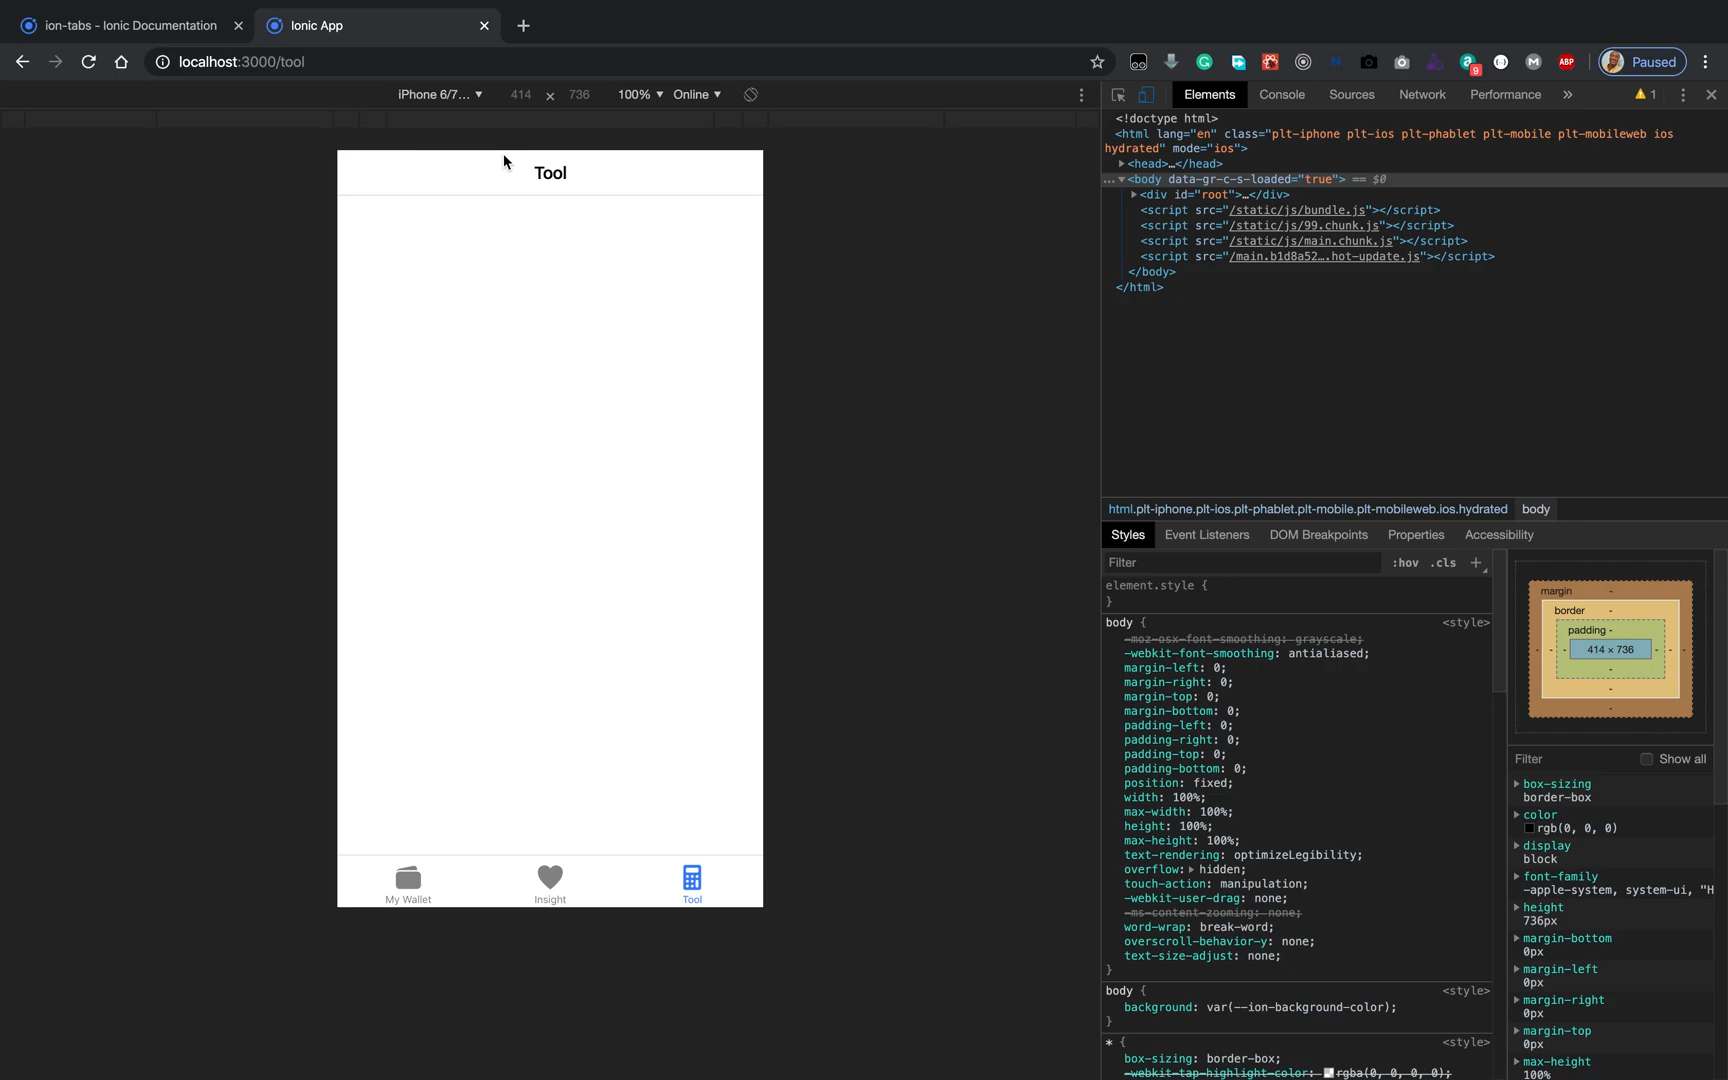 ion-tabs - Ionic Documentation
Ionic App
localhost:3000/tool
9
ABP
Paused
iPhone 6/7… ▼ 414 × 736 100% ▼ Online ▼
Elements Console Sources Network Performance » 1
Tool
My Wallet
Insight
Tool
<!doctype html>
<html lang="en" class="plt-iphone plt-ios plt-phablet plt-mobile plt-mobileweb ios
hydrated" mode="ios">
▶<head>…</head>
…▼<body data-gr-c-s-loaded="true"> == $0
▶<div id="root">…</div>
<script src="/static/js/bundle.js"></script>
<script src="/static/js/99.chunk.js"></script>
<script src="/static/js/main.chunk.js"></script>
<script src="/main.b1d8a52….hot-update.js"></script>
</body>
</html>
html.plt-iphone.plt-ios.plt-phablet.plt-mobile.plt-mobileweb.ios.hydrated body
Styles Event Listeners DOM Breakpoints Properties Accessibility
Filter :hov .cls +
element.style {
}
body { <style>
-moz-osx-font-smoothing: grayscale;
-webkit-font-smoothing: antialiased;
margin-left: 0;
margin-right: 0;
margin-top: 0;
margin-bottom: 0;
padding-left: 0;
padding-right: 0;
padding-top: 0;
padding-bottom: 0;
position: fixed;
width: 100%;
max-width: 100%;
height: 100%;
max-height: 100%;
text-rendering: optimizeLegibility;
overflow:▶ hidden;
touch-action: manipulation;
-webkit-user-drag: none;
-ms-content-zooming: none;
word-wrap: break-word;
overscroll-behavior-y: none;
text-size-adjust: none;
}
body { <style>
background: var(--ion-background-color);
}
* { <style>
box-sizing: border-box;
-webkit-tap-highlight-color: rgba(0, 0, 0, 0);
margin -
border -
padding -
- - - 414 × 736 - - -
-
-
-
Filter Show all
▶box-sizing
border-box
▶color
rgb(0, 0, 0)
▶display
block
▶font-family
-apple-system, system-ui, "H
▶height
736px
▶margin-bottom
0px
▶margin-left
0px
▶margin-right
0px
▶margin-top
0px
▶max-height
100%